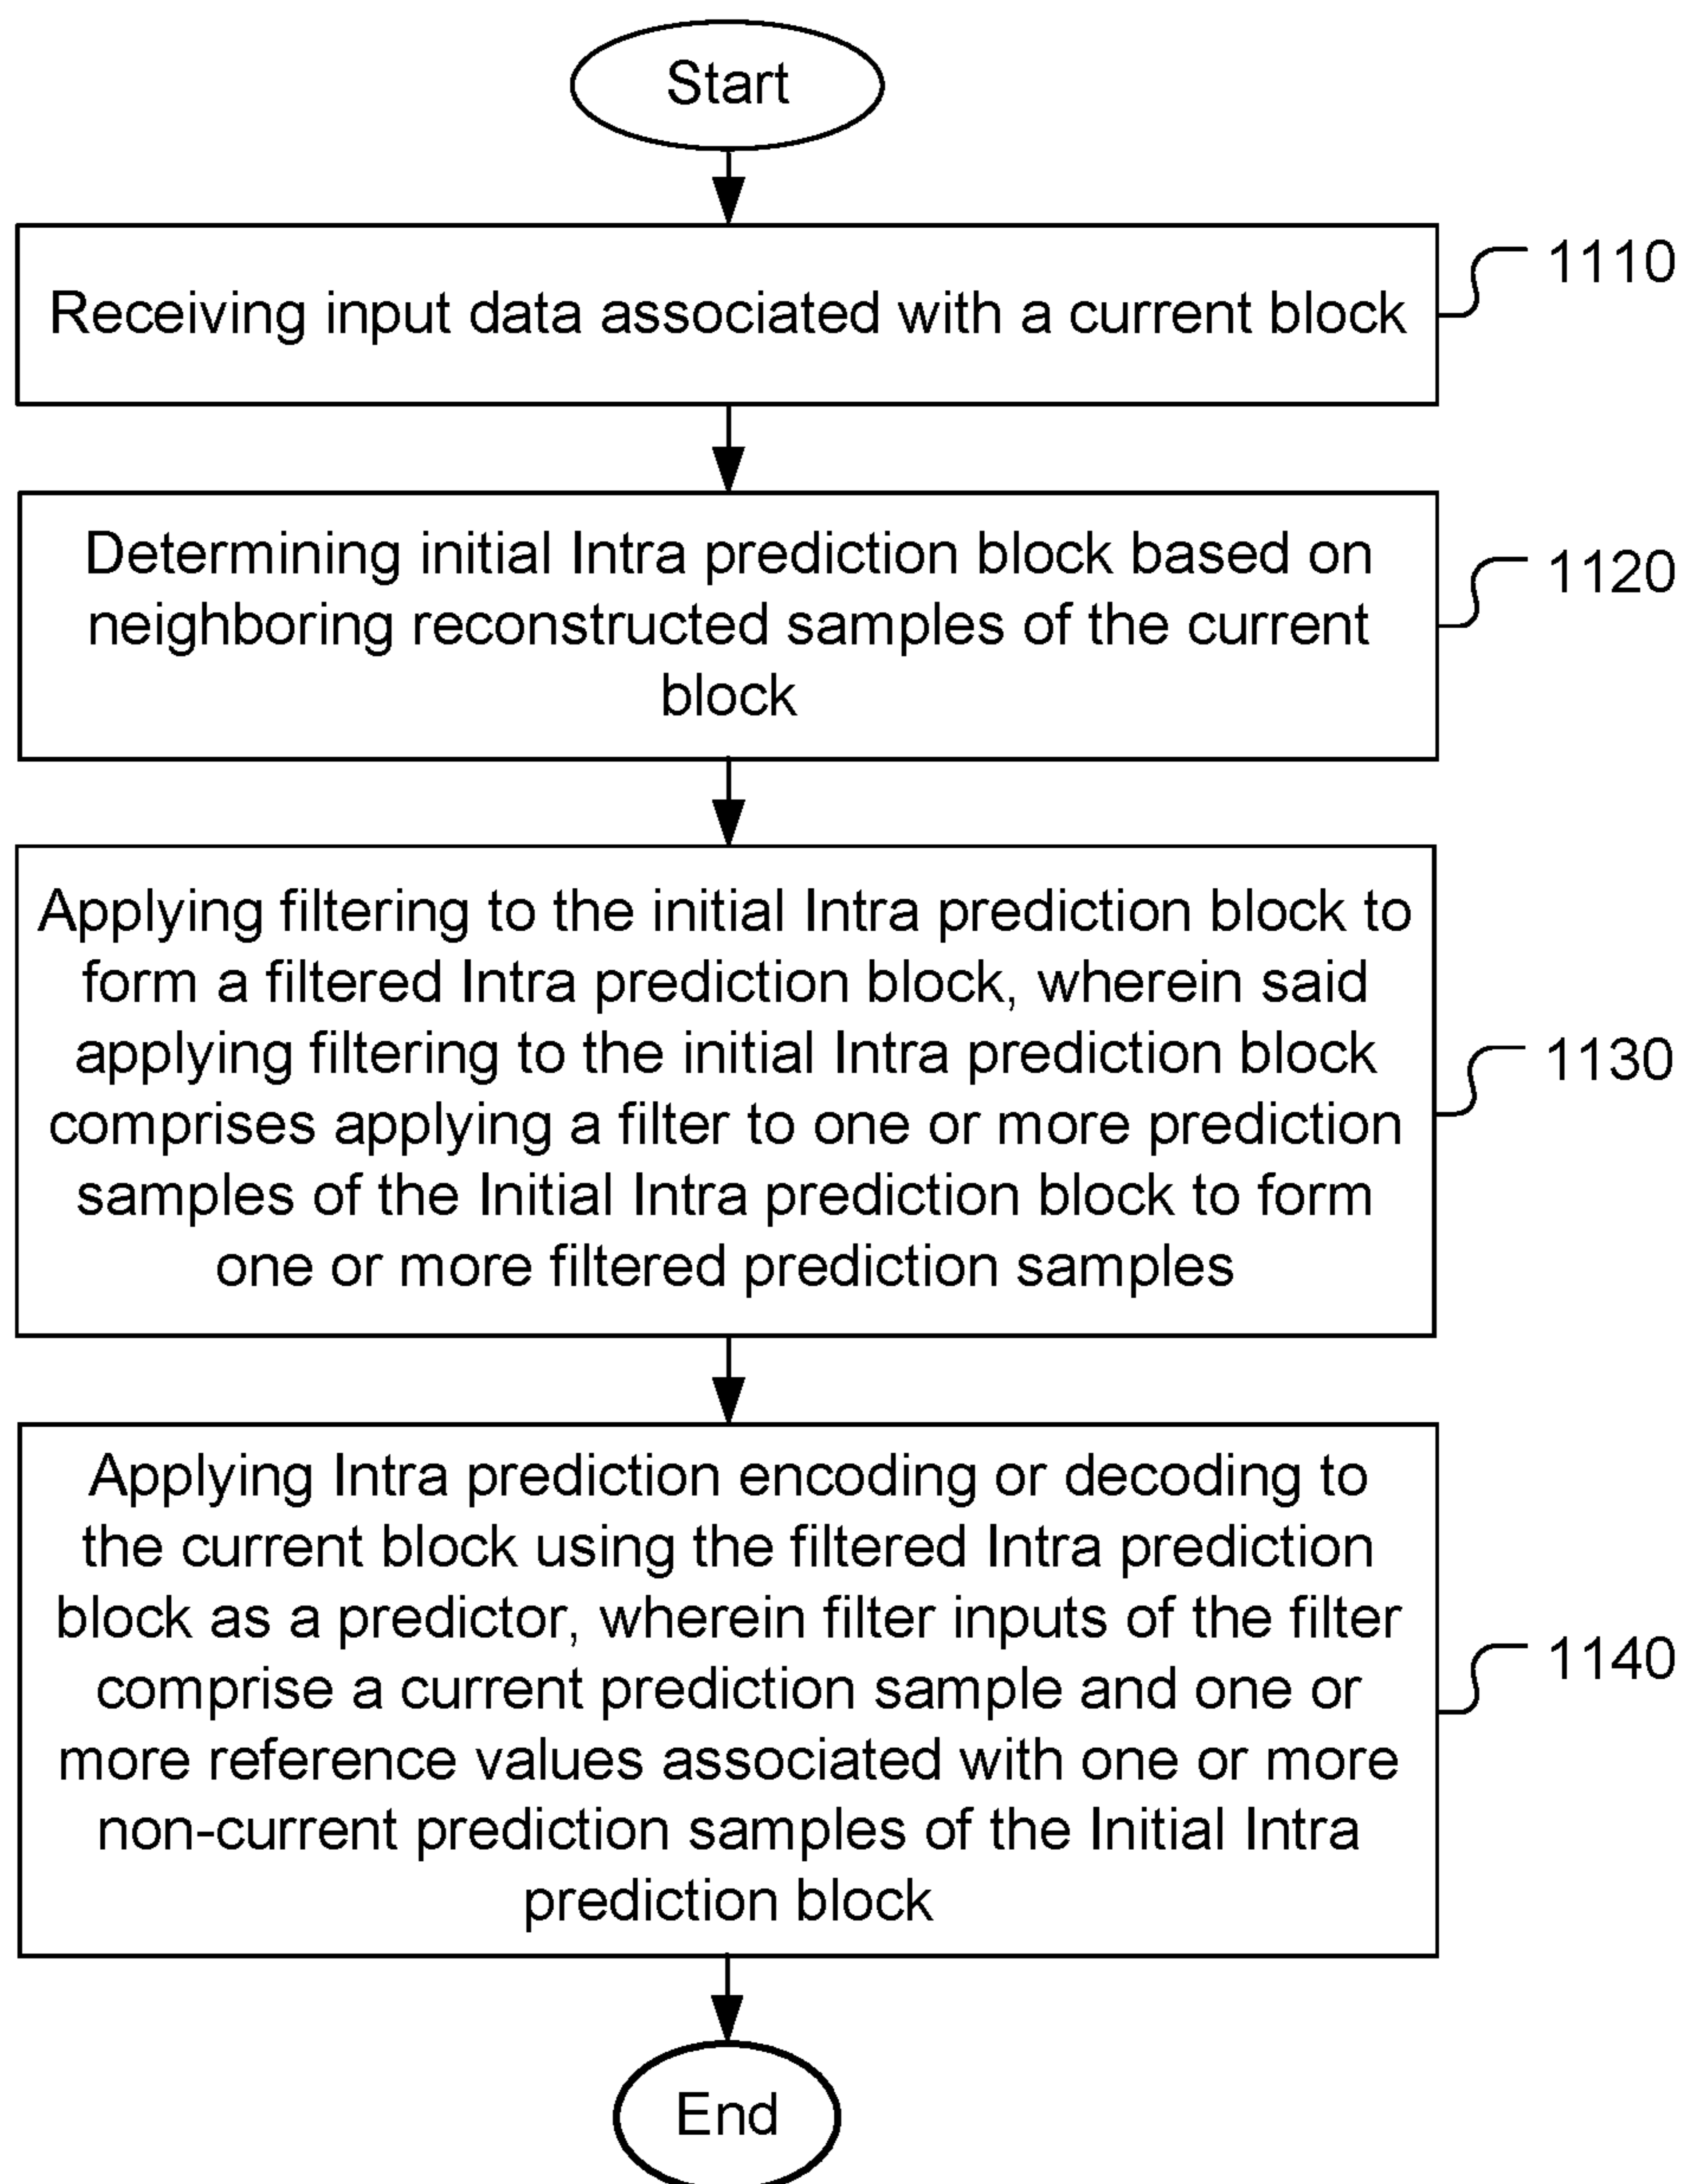 Start
Receiving input data associated with a current block
1110
Determining initial Intra prediction block based on
neighboring reconstructed samples of the current
block
1120
Applying filtering to the initial Intra prediction block to
form a filtered Intra prediction block, wherein said
applying filtering to the initial Intra prediction block
comprises applying a filter to one or more prediction
samples of the Initial Intra prediction block to form
one or more filtered prediction samples
1130
Applying Intra prediction encoding or decoding to
the current block using the filtered Intra prediction
block as a predictor, wherein filter inputs of the filter
comprise a current prediction sample and one or
more reference values associated with one or more
non-current prediction samples of the Initial Intra
prediction block
1140
End